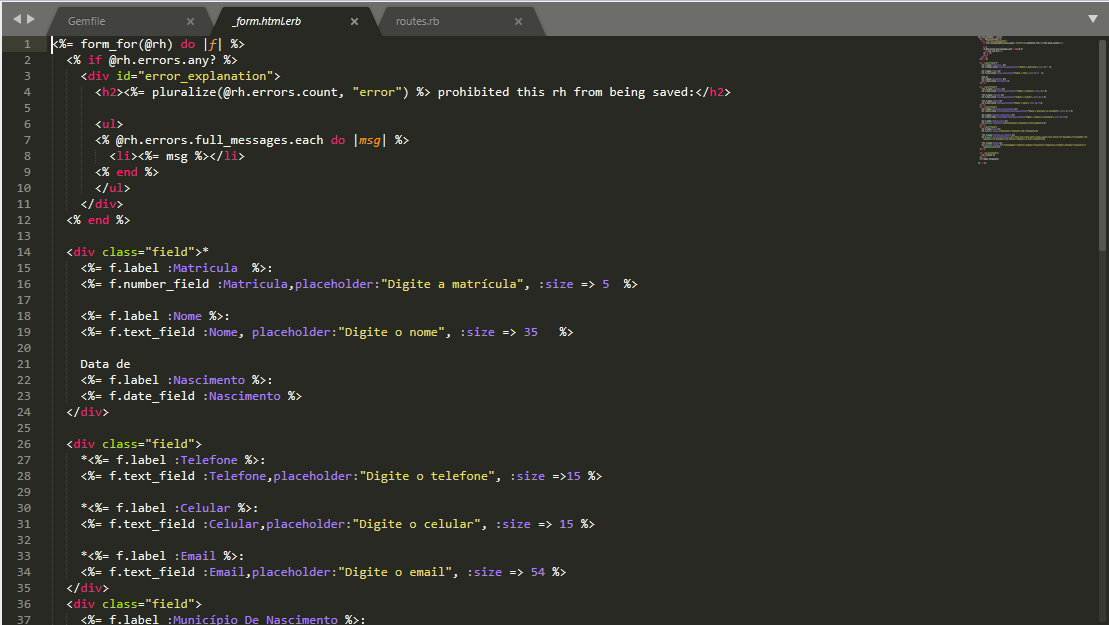 Gemfile × _form.html.erb × routes.rb ×
1 <%= form_for(@rh) do |f| %>
2 <% if @rh.errors.any? %>
3 <div id="error_explanation">
4 <h2><%= pluralize(@rh.errors.count, "error") %> prohibited this rh from being saved:</h2>
5
6 <ul>
7 <% @rh.errors.full_messages.each do |msg| %>
8 <li><%= msg %></li>
9 <% end %>
10 </ul>
11 </div>
12 <% end %>
13
14 <div class="field">*
15 <%= f.label :Matricula  %>:
16 <%= f.number_field :Matricula,placeholder:"Digite a matrícula", :size => 5  %>
17
18 <%= f.label :Nome %>:
19 <%= f.text_field :Nome, placeholder:"Digite o nome", :size => 35   %>
20
21 Data de
22 <%= f.label :Nascimento %>:
23 <%= f.date_field :Nascimento %>
24 </div>
25
26 <div class="field">
27 *<%= f.label :Telefone %>:
28 <%= f.text_field :Telefone,placeholder:"Digite o telefone", :size =>15 %>
29
30 *<%= f.label :Celular %>:
31 <%= f.text_field :Celular,placeholder:"Digite o celular", :size => 15 %>
32
33 *<%= f.label :Email %>:
34 <%= f.text_field :Email,placeholder:"Digite o email", :size => 54 %>
35 </div>
36 <div class="field">
37 <%= f.label :Município De Nascimento %>: